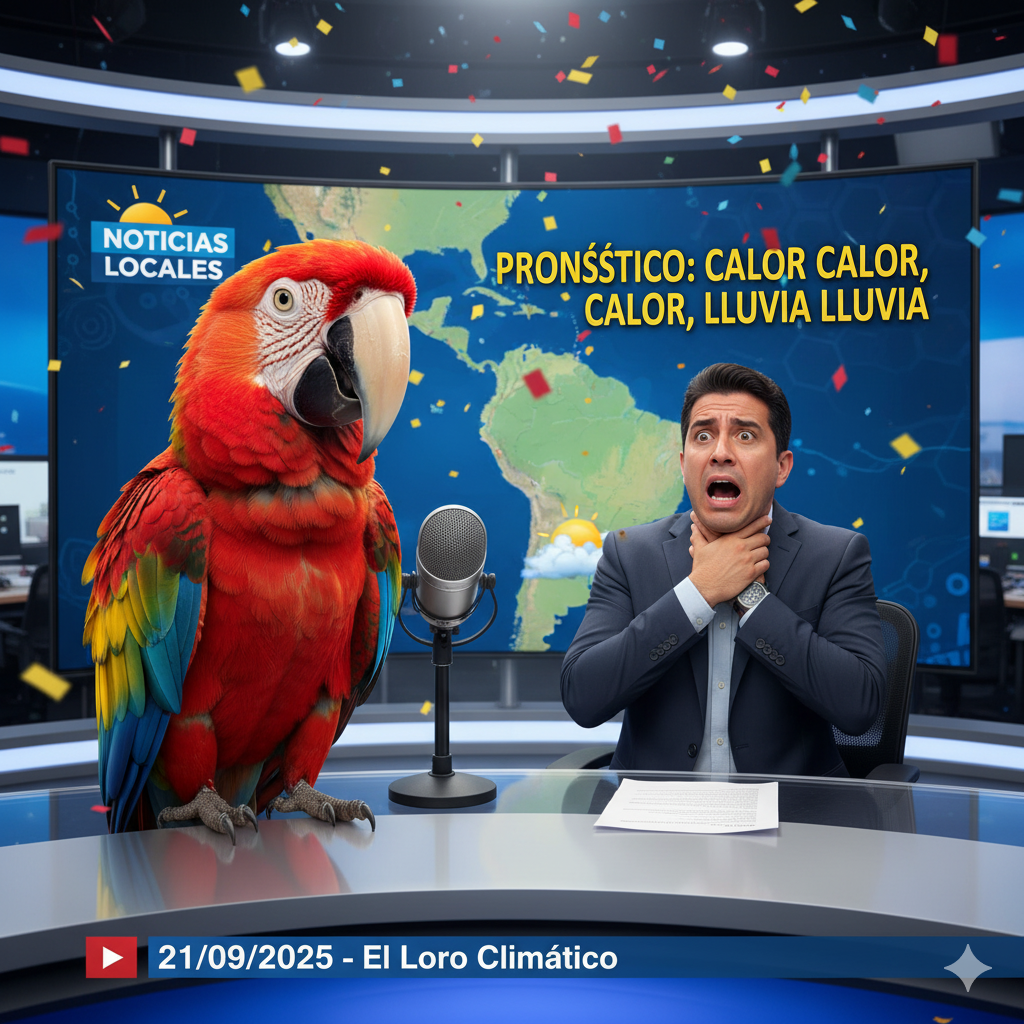 NOTICIAS
LOCALES
PRONŚŚTICO: CALOR CALOR,
CALOR, LLUVIA LLUVIA
21/09/2025 - El Loro Climático